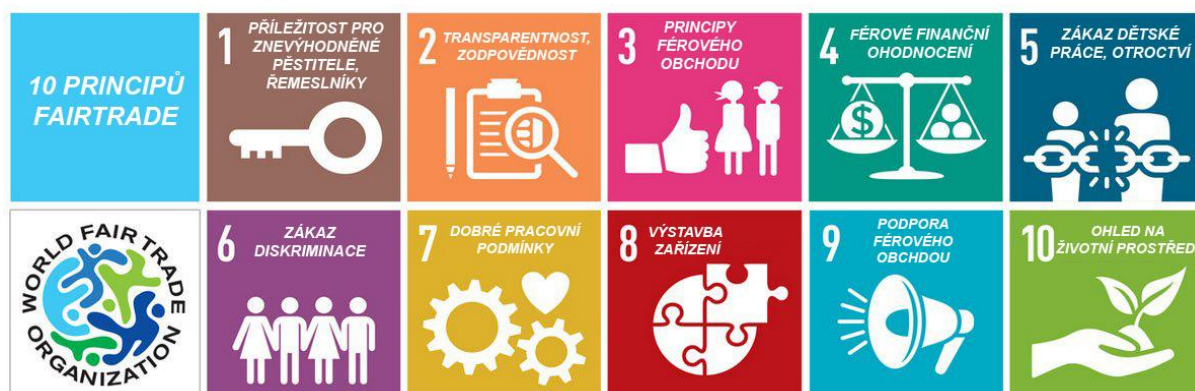 10 PRINCIPŮ
FAIRTRADE
1
PŘÍLEŽITOST PRO
ZNEVÝHODNĚNÉ
PĚSTITELE,
ŘEMESLNÍKY
2
TRANSPARENTNOST,
ZODPOVĚDNOST
3
PRINCIPY
FÉROVÉHO
OBCHODU
4
FÉROVÉ FINANČNÍ
OHODNOCENÍ
$
5
ZÁKAZ DĚTSKÉ
PRÁCE, OTROCTVÍ
WORLD FAIR TRADE
ORGANIZATION
6
ZÁKAZ
DISKRIMINACE
7
DOBRÉ PRACOVNÍ
PODMÍNKY
8
VÝSTAVBA
ZAŘÍZENÍ
9
PODPORA
FÉROVÉHO
OBCHDOU
10
OHLED NA
ŽIVOTNÍ PROSTŘED